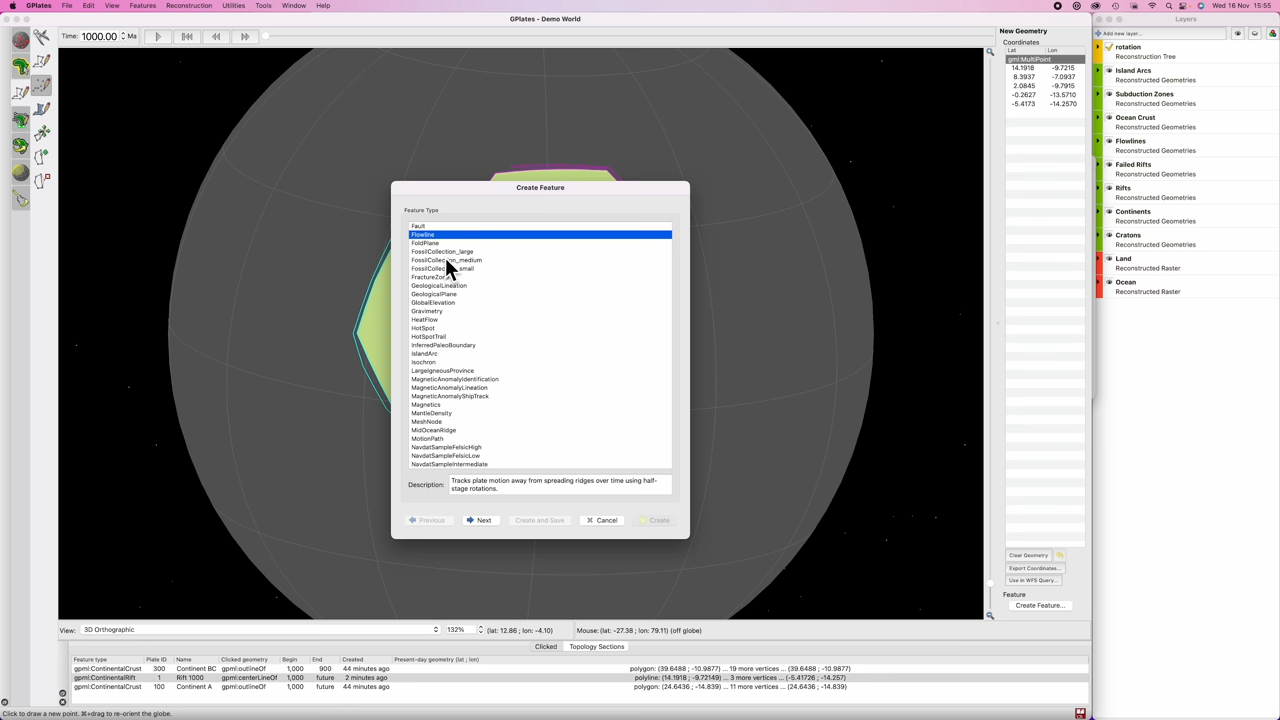 GPlates File Edit View Features Reconstruction Utilities Tools Window Help Wed 16 Nov 15:55
GPlates - Demo World
Layers
Time: 1000.00 Ma
New Geometry
Coordinates
Lat Lon
gml:MultiPoint
14.1918 -9.7215
8.3937 -7.0937
2.0845 -9.7915
-0.2627 -13.5710
-5.4173 -14.2570
Add new layer...
rotation
Reconstruction Tree
Island Arcs
Reconstructed Geometries
Subduction Zones
Reconstructed Geometries
Ocean Crust
Reconstructed Geometries
Flowlines
Reconstructed Geometries
Failed Rifts
Reconstructed Geometries
Rifts
Reconstructed Geometries
Continents
Reconstructed Geometries
Cratons
Reconstructed Geometries
Land
Reconstructed Raster
Ocean
Reconstructed Raster
Create Feature
Feature Type
Fault
Flowline
FoldPlane
FossilCollection_large
FossilCollection_medium
FossilCollection_small
FractureZone
GeologicalLineation
GeologicalPlane
GlobalElevation
Gravimetry
HeatFlow
HotSpot
HotSpotTrail
InferredPaleoBoundary
IslandArc
Isochron
LargeIgneousProvince
MagneticAnomalyIdentification
MagneticAnomalyLineation
MagneticAnomalyShipTrack
Magnetics
MantleDensity
MeshNode
MidOceanRidge
MotionPath
NavdatSampleFelsicHigh
NavdatSampleFelsicLow
NavdatSampleIntermediate
Description: Tracks plate motion away from spreading ridges over time using half-
stage rotations.
Previous Next Create and Save Cancel Create
Clear Geometry
Export Coordinates...
Use in WFS Query...
Feature
Create Feature...
View: 3D Orthographic 132% (lat: 12.86 ; lon: -4.10) Mouse: (lat: -27.38 ; lon: 79.11) (off globe)
Clicked Topology Sections
Feature type Plate ID Name Clicked geometry Begin End Created Present-day geometry (lat ; lon)
gpml:ContinentalCrust 300 Continent BC gpml:outlineOf 1,000 900 44 minutes ago polygon: (39.6488 ; -10.9877) ... 19 more vertices ... (39.6488 ; -10.9877)
gpml:ContinentalRift 1 Rift 1000 gpml:centerLineOf 1,000 future 2 minutes ago polyline: (14.1918 ; -9.72149) ... 3 more vertices ... (-5.41726 ; -14.257)
gpml:ContinentalCrust 100 Continent A gpml:outlineOf 1,000 future 44 minutes ago polygon: (24.6436 ; -14.839) ... 11 more vertices ... (24.6436 ; -14.839)
Click to draw a new point. ⌘+drag to re-orient the globe.